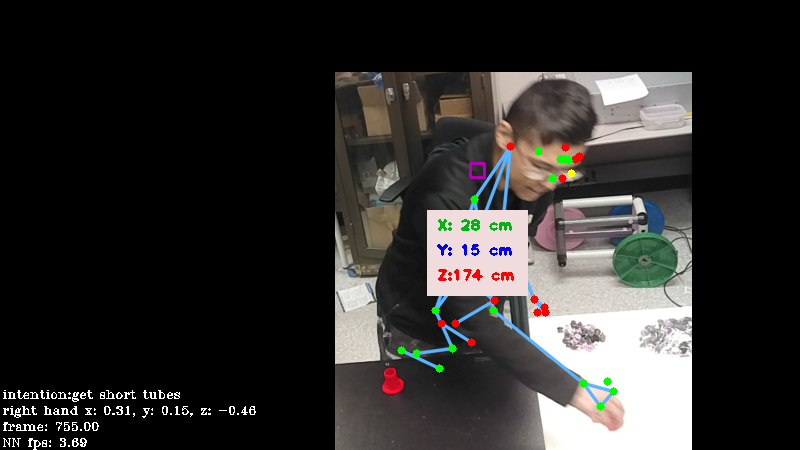 X: 28 cm
Y: 15 cm
Z:174 cm
intention:get short tubes
right hand x: 0.31, y: 0.15, z: −0.46
frame: 755.00
NN fps: 3.69